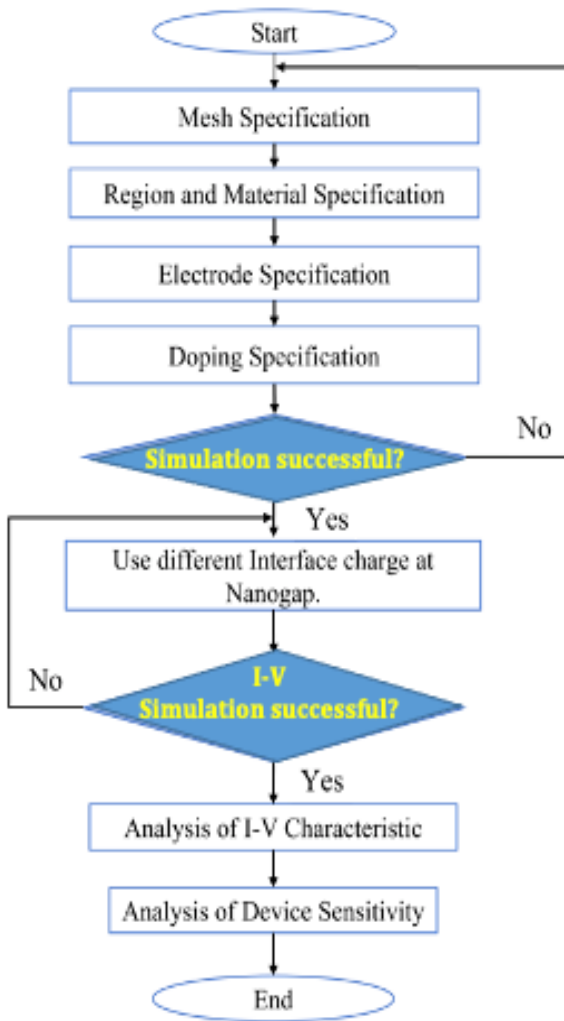 Start
Mesh Specification
Region and Material Specification
Electrode Specification
Doping Specification
Simulation successful?
No
Yes
Use different Interface charge at
Nanogap.
I-V
Simulation successful?
No
Yes
Analysis of I-V Characteristic
Analysis of Device Sensitivity
End